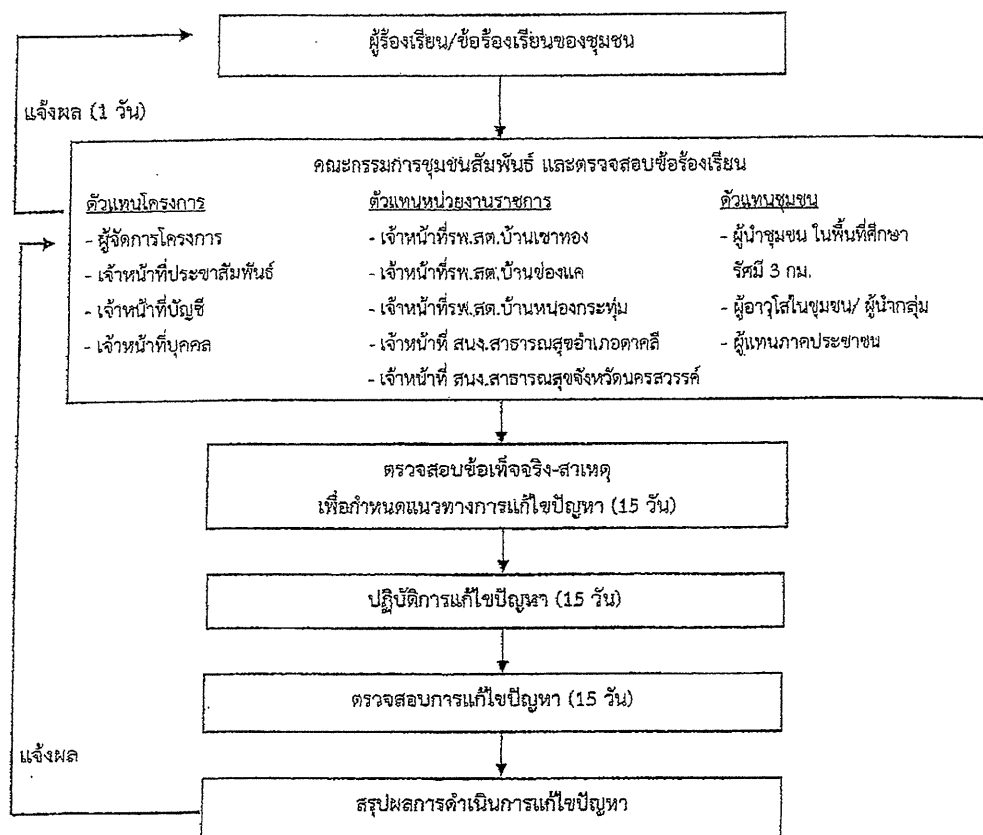 ผู้ร้องเรียน/ข้อร้องเรียนของชุมชน
แจ้งผล (1 วัน)
คณะกรรมการชุมชนสัมพันธ์ และตรวจสอบข้อร้องเรียน
ตัวแทนโครงการ
- ผู้จัดการโครงการ
- เจ้าหน้าที่ประชาสัมพันธ์
- เจ้าหน้าที่บัญชี
- เจ้าหน้าที่บุคคล
ตัวแทนหน่วยงานราชการ
- เจ้าหน้าที่รพ.สต.บ้านเขาทอง
- เจ้าหน้าที่รพ.สต.บ้านช่องแค
- เจ้าหน้าที่รพ.สต.บ้านหนองกระทุ่ม
- เจ้าหน้าที่ สนง.สาธารณสุขอำเภอตาคลี
- เจ้าหน้าที่ สนง.สาธารณสุขจังหวัดนครสวรรค์
ตัวแทนชุมชน
- ผู้นำชุมชน ในพื้นที่ศึกษา
รัศมี 3 กม.
- ผู้อาวุโสในชุมชน/ ผู้นำกลุ่ม
- ผู้แทนภาคประชาชน
ตรวจสอบข้อเท็จจริง-สาเหตุ
เพื่อกำหนดแนวทางการแก้ไขปัญหา (15 วัน)
ปฏิบัติการแก้ไขปัญหา (15 วัน)
ตรวจสอบการแก้ไขปัญหา (15 วัน)
แจ้งผล
สรุปผลการดำเนินการแก้ไขปัญหา